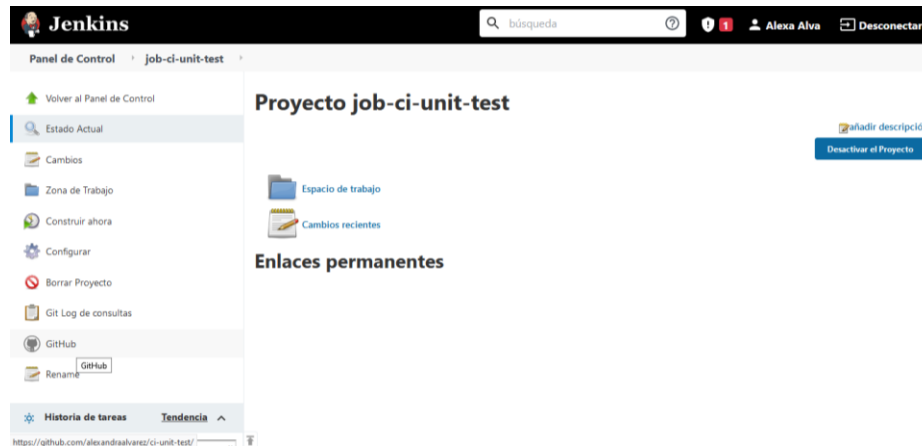 Jenkins
búsqueda
1
Alexa Alva
Desconectar
Panel de Control
job-ci-unit-test
Volver al Panel de Control
Estado Actual
Cambios
Zona de Trabajo
Construir ahora
Configurar
Borrar Proyecto
Git Log de consultas
GitHub
GitHub
Rename
Historia de tareas
Tendencia
https://github.com/alexandraalvarez/ci-unit-test/
Proyecto job-ci-unit-test
añadir descripció
Desactivar el Proyecto
Espacio de trabajo
Cambios recientes
Enlaces permanentes